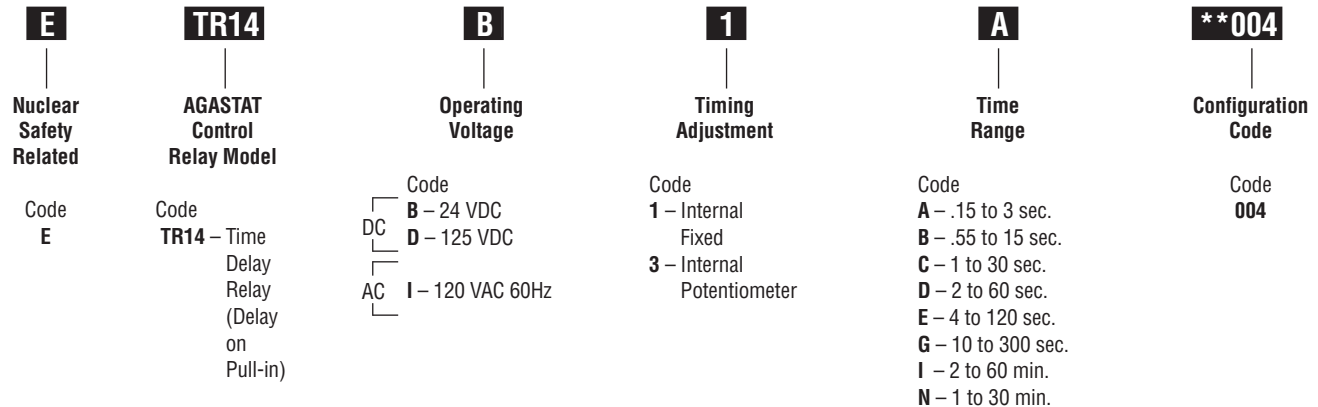 E TR14 B 1 A **004
Nuclear
Safety
Related
AGASTAT
Control
Relay Model
Operating
Voltage
Timing
Adjustment
Time
Range
Configuration
Code
Code
E
Code
TR14 – Time
Delay
Relay
(Delay
on
Pull-in)
Code
DC
B – 24 VDC
D – 125 VDC
AC
I – 120 VAC 60Hz
Code
1 – Internal
Fixed
3 – Internal
Potentiometer
Code
A – .15 to 3 sec.
B – .55 to 15 sec.
C – 1 to 30 sec.
D – 2 to 60 sec.
E – 4 to 120 sec.
G – 10 to 300 sec.
I – 2 to 60 min.
N – 1 to 30 min.
Code
004